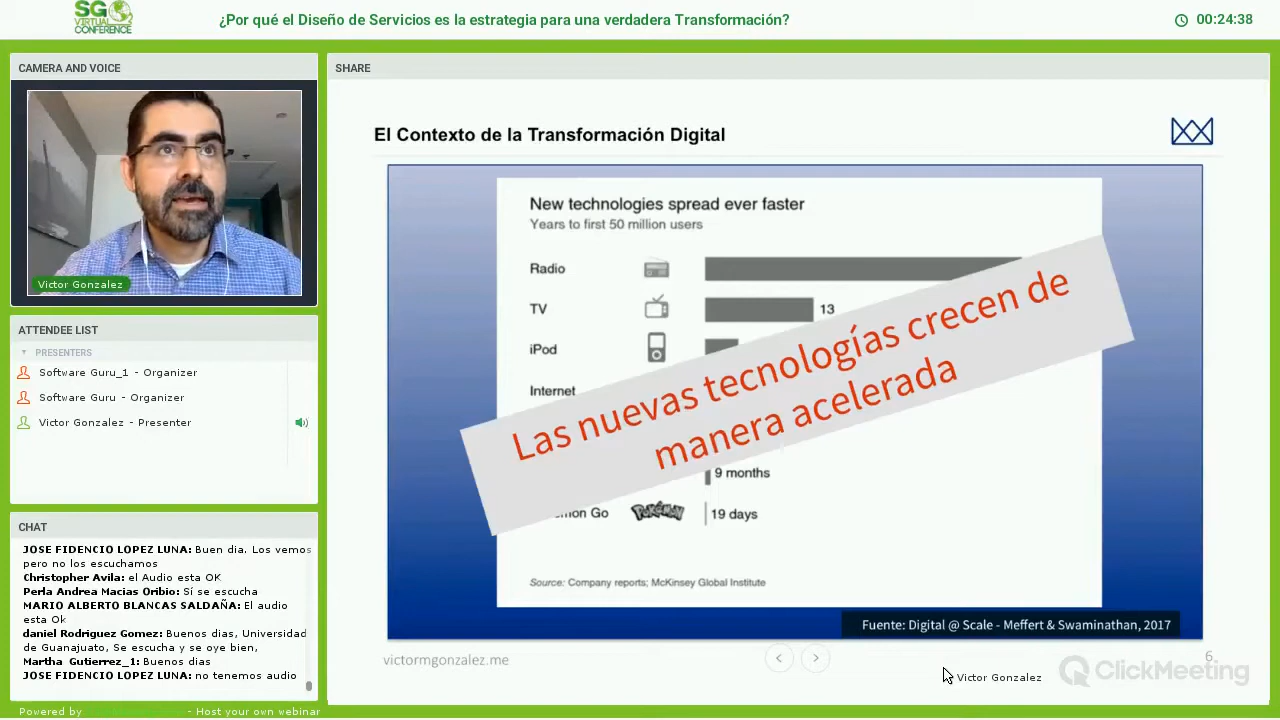 SG
VIRTUAL
CONFERENCE
¿Por qué el Diseño de Servicios es la estrategia para una verdadera Transformación?
00:24:38
CAMERA AND VOICE
Victor Gonzalez
ATTENDEE LIST
PRESENTERS
Software Guru_1 - Organizer
Software Guru - Organizer
Victor Gonzalez - Presenter
CHAT
JOSE FIDENCIO LOPEZ LUNA: Buen dia. Los vemos
pero no los escuchamos
Christopher Avila: el Audio esta OK
Perla Andrea Macias Oribio: Sí se escucha
MARIO ALBERTO BLANCAS SALDAÑA: El audio
esta Ok
daniel Rodriguez Gomez: Buenos dias, Universidad
de Guanajuato, Se escucha y se oye bien,
Martha_Gutierrez_1: Buenos dias
JOSE FIDENCIO LOPEZ LUNA: no tenemos audio
Powered by - Host your own webinar
SHARE
El Contexto de la Transformación Digital
New technologies spread ever faster
Years to first 50 million users
Radio
TV 13
iPod
Internet
Las nuevas tecnologías crecen de
manera acelerada
9 months
Go POKÉMON 19 days
Source: Company reports; McKinsey Global Institute
Fuente: Digital @ Scale - Meffert & Swaminathan, 2017
victormgonzalez.me
6
Victor Gonzalez
ClickMeeting